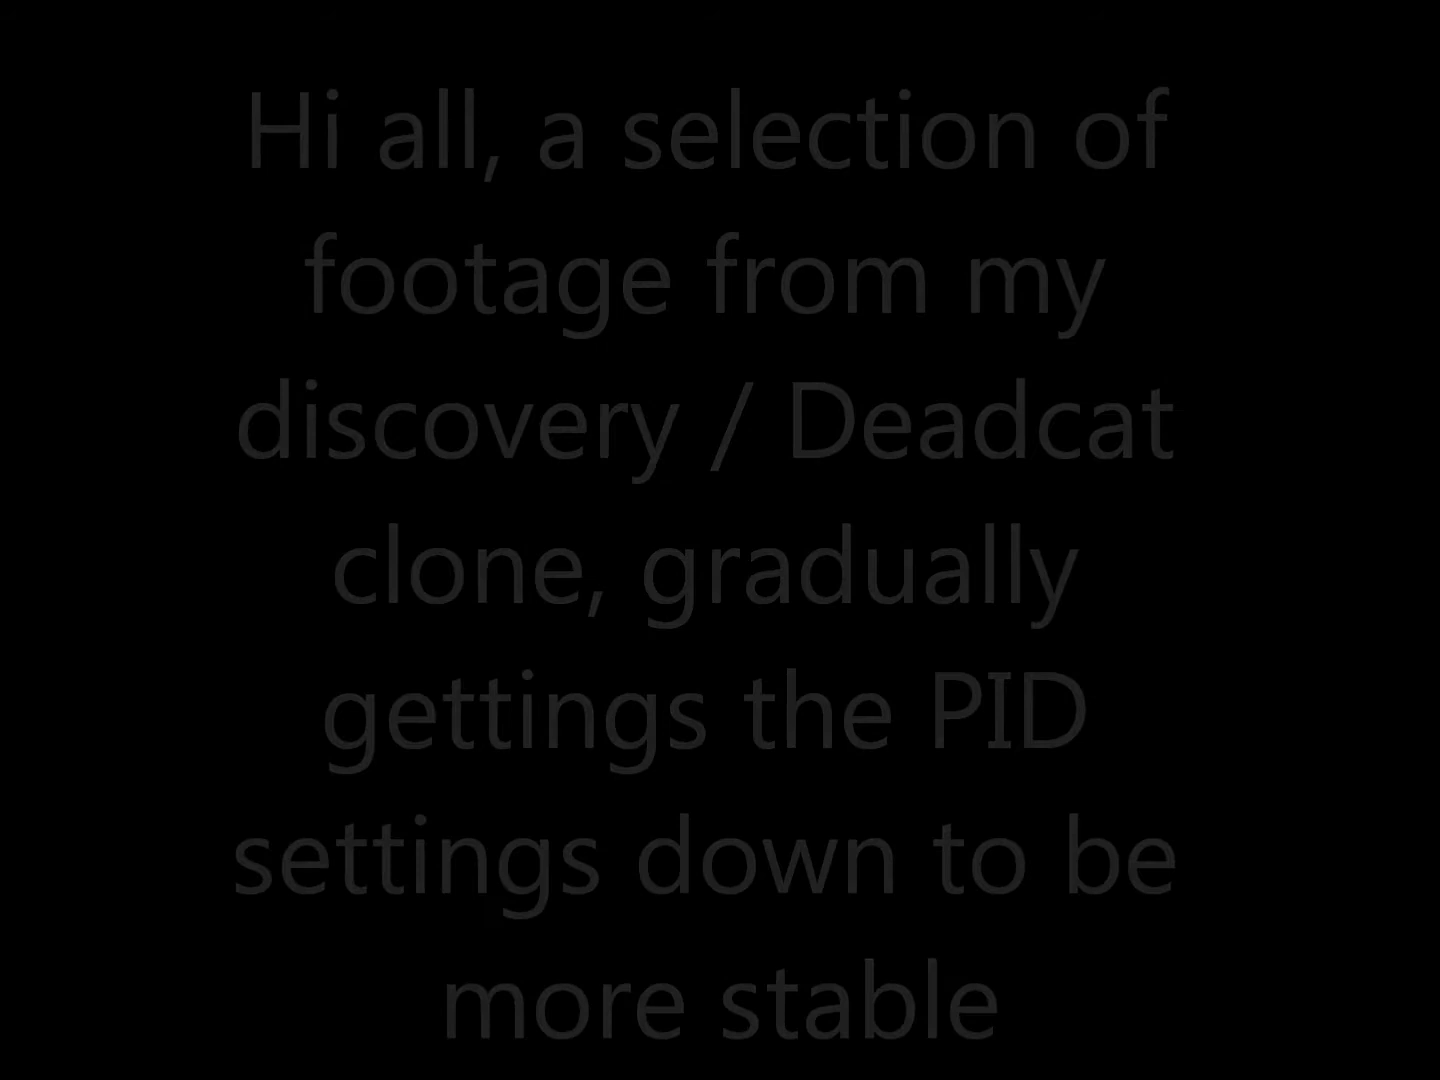 Hi all, a selection of
footage from my
discovery / Deadcat
clone, gradually
gettings the PID
settings down to be
more stable